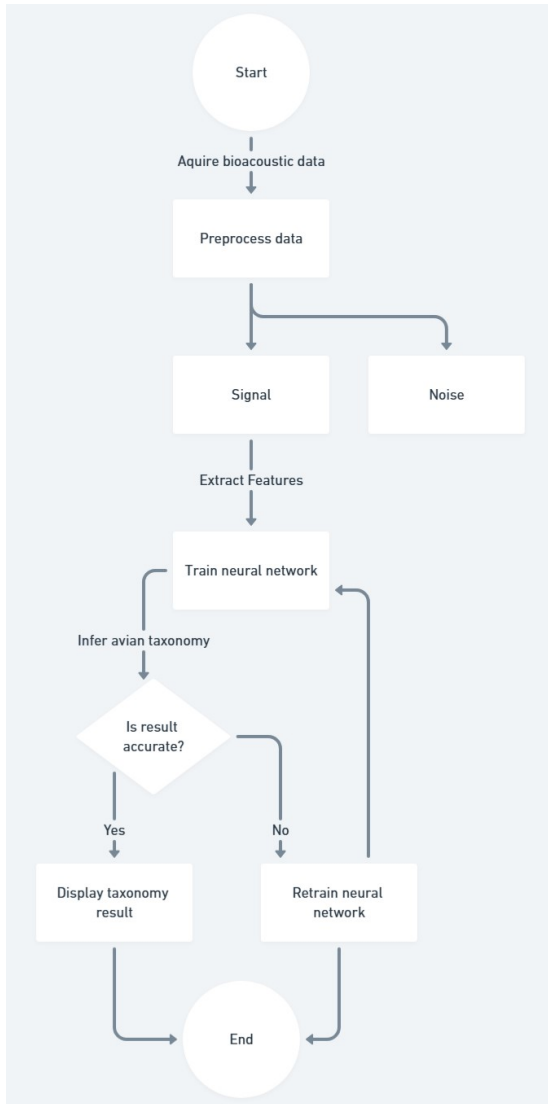 Start
Aquire bioacoustic data
Preprocess data
Signal
Noise
Extract Features
Train neural network
Infer avian taxonomy
Is result
accurate?
Yes
No
Display taxonomy
result
Retrain neural
network
End